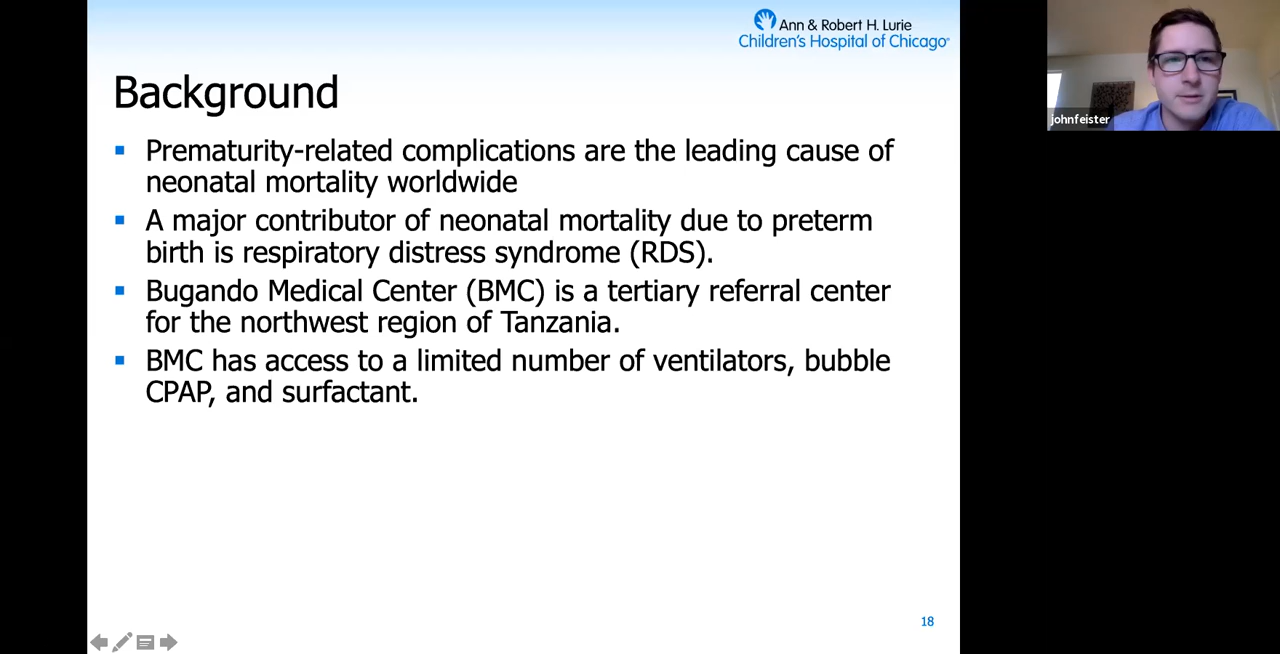 Ann & Robert H. Lurie
Children's Hospital of Chicago
johnfeister
Background
Prematurity-related complications are the leading cause of
neonatal mortality worldwide
A major contributor of neonatal mortality due to preterm
birth is respiratory distress syndrome (RDS).
Bugando Medical Center (BMC) is a tertiary referral center
for the northwest region of Tanzania.
BMC has access to a limited number of ventilators, bubble
CPAP, and surfactant.
18